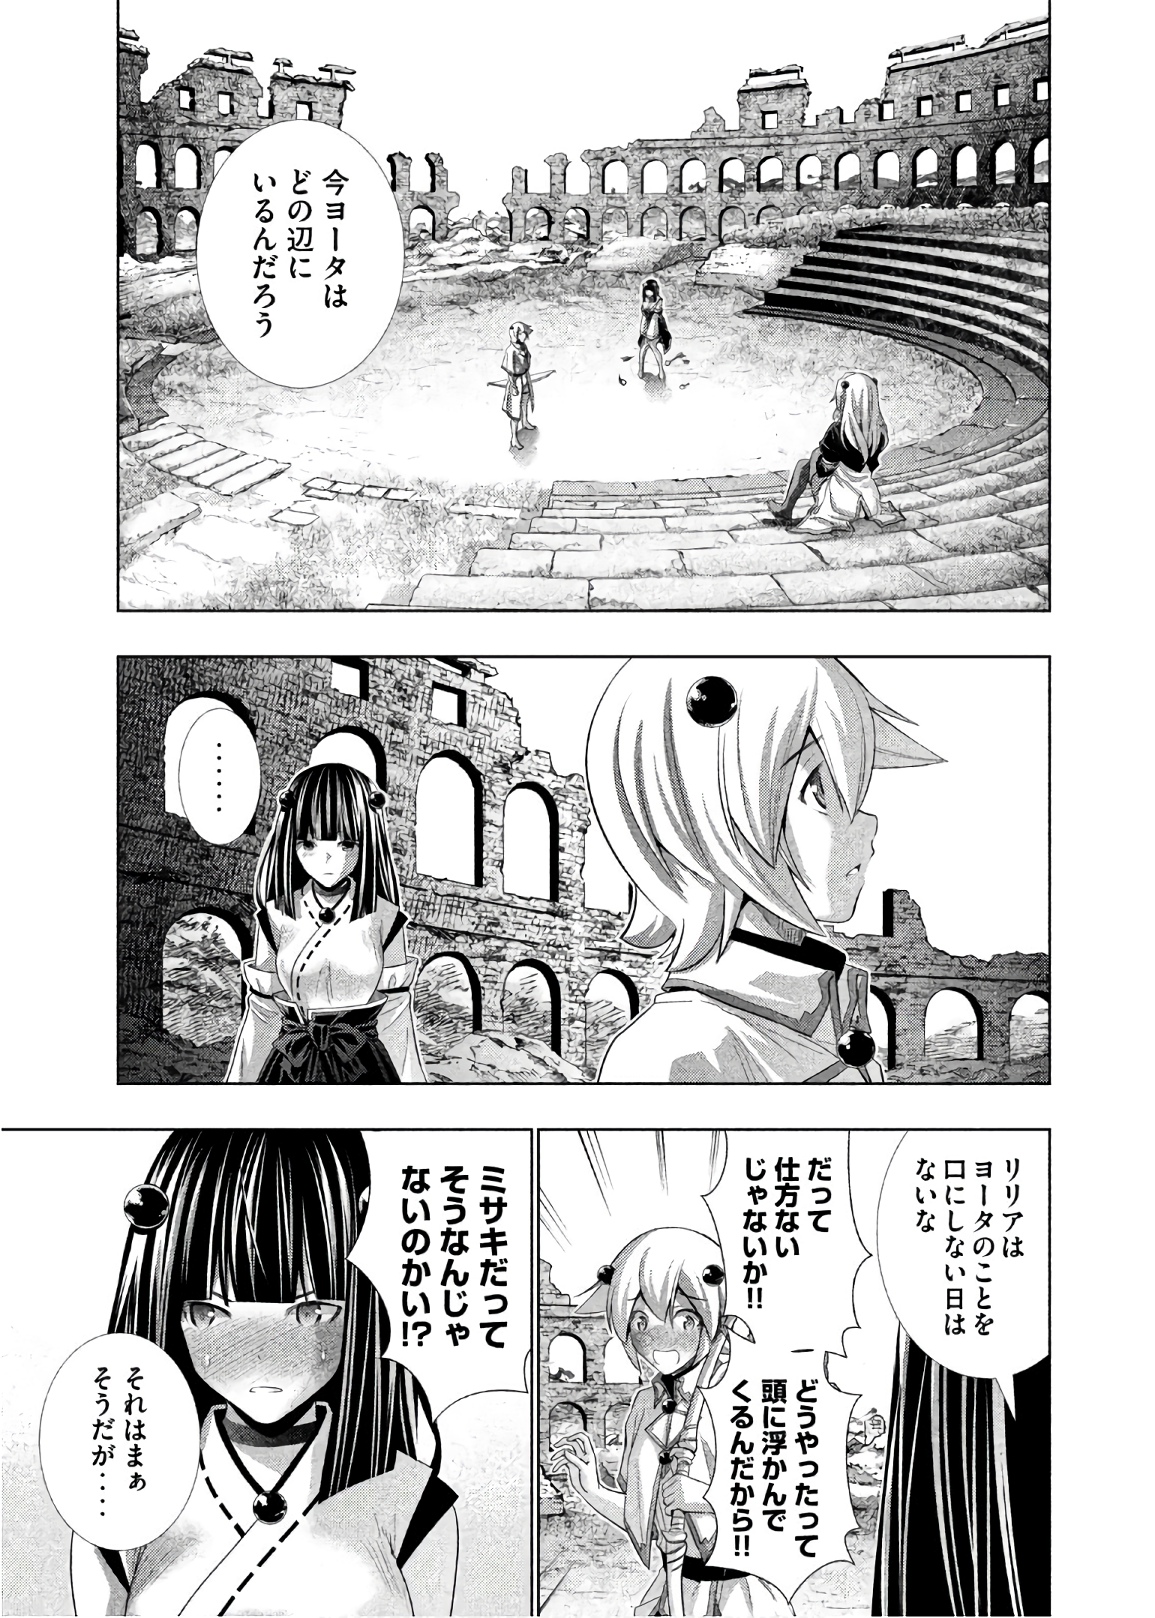 今ヨータは
どの辺に
いるんだろう
‥‥‥
リリアは
ヨータのことを
口にしない日は
ないな
だって
仕方ない
じゃないか!!
どうやったって
頭に浮かんで
くるんだから!!
ミサキだって
そうなんじゃ
ないのかい!?
それはまぁ
そうだが‥‥